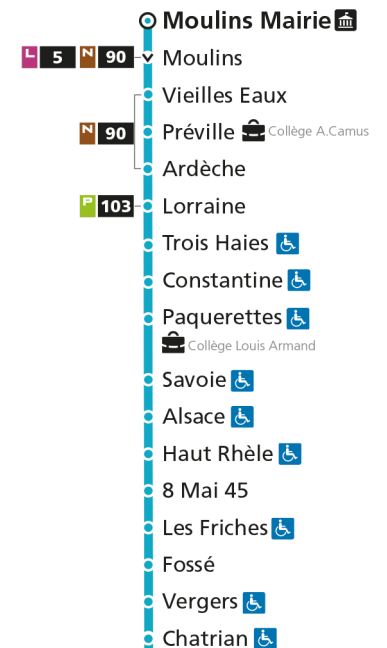 Moulins Mairie
L 5 N 90 Moulins
Vieilles Eaux
N 90 Préville Collège A.Camus
Ardèche
P 103 Lorraine
Trois Haies
Constantine
Paquerettes
Collège Louis Armand
Savoie
Alsace
Haut Rhèle
8 Mai 45
Les Friches
Fossé
Vergers
Chatrian